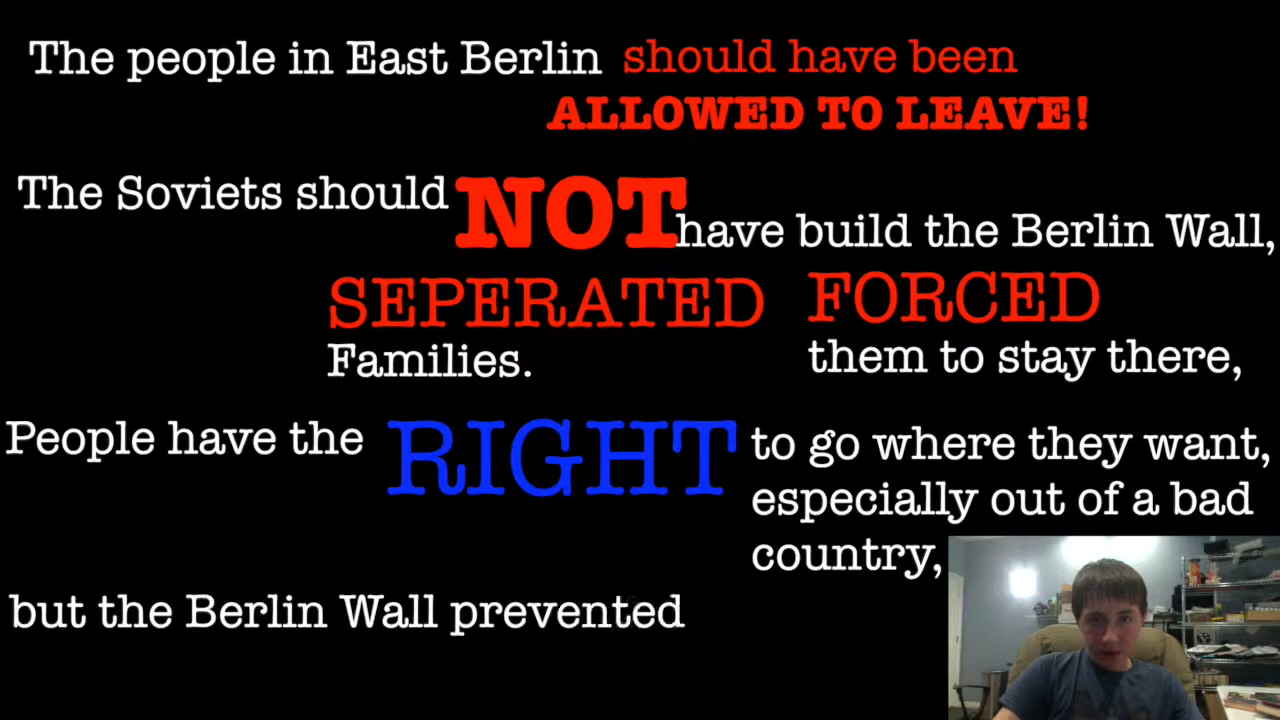 The people in East Berlin should have been
ALLOWED TO LEAVE!
The Soviets should NOT have build the Berlin Wall,
SEPERATED
Families.
FORCED
them to stay there,
People have the RIGHT to go where they want,
especially out of a bad
country,
but the Berlin Wall prevented